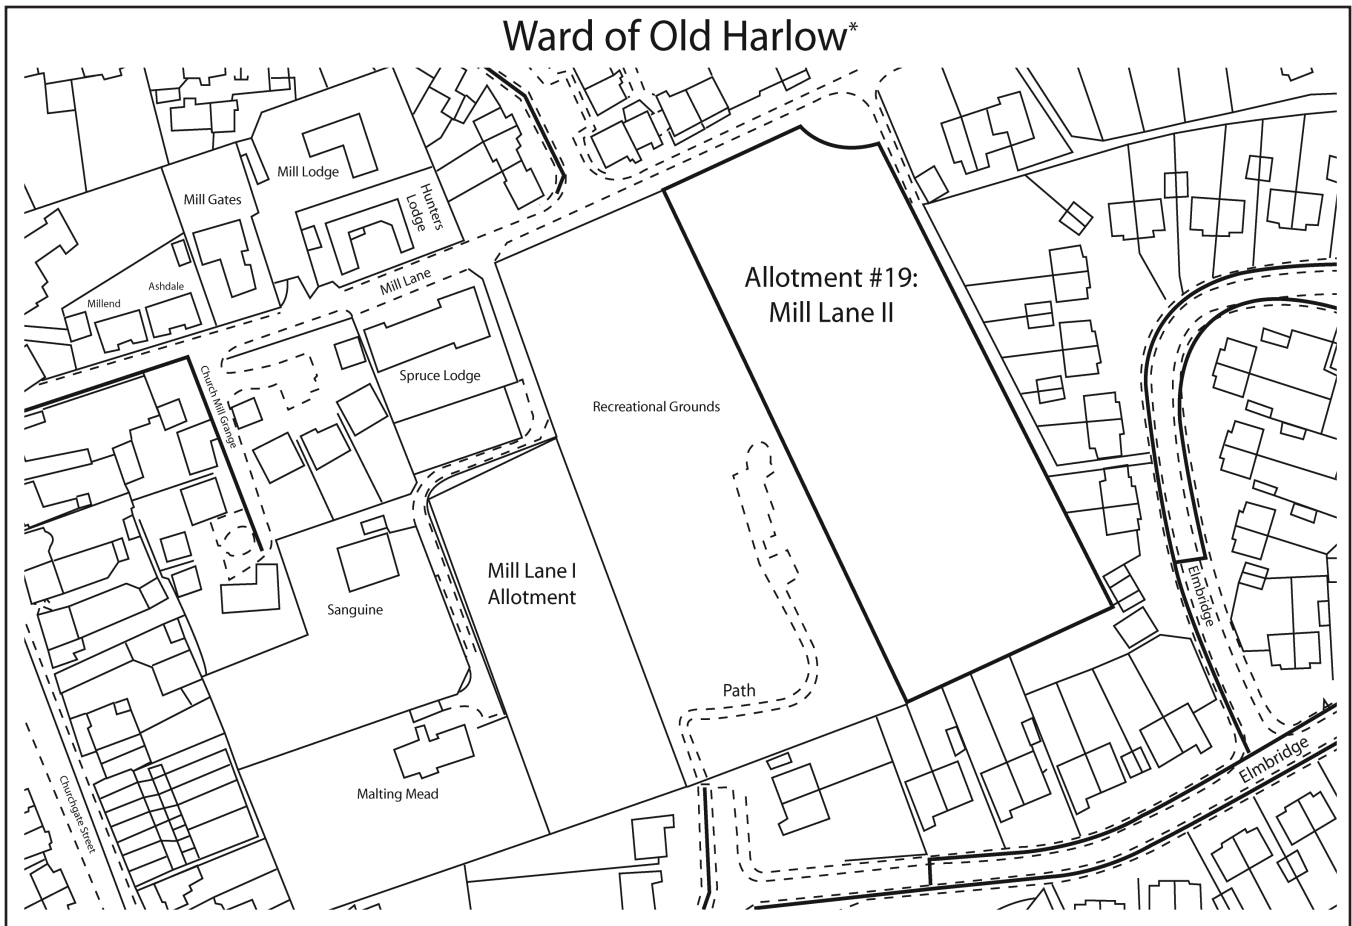 Ward of Old Harlow*
Mill Lodge
Mill Gates
Hunters
Lodge
Mill Lane
Ashdale
Millend
Allotment #19:
Mill Lane II
Church Mill Grange
Spruce Lodge
Recreational Grounds
Mill Lane I
Allotment
Sanguine
Elmbridge
Path
Elmbridge
Malting Mead
Churchgate Street